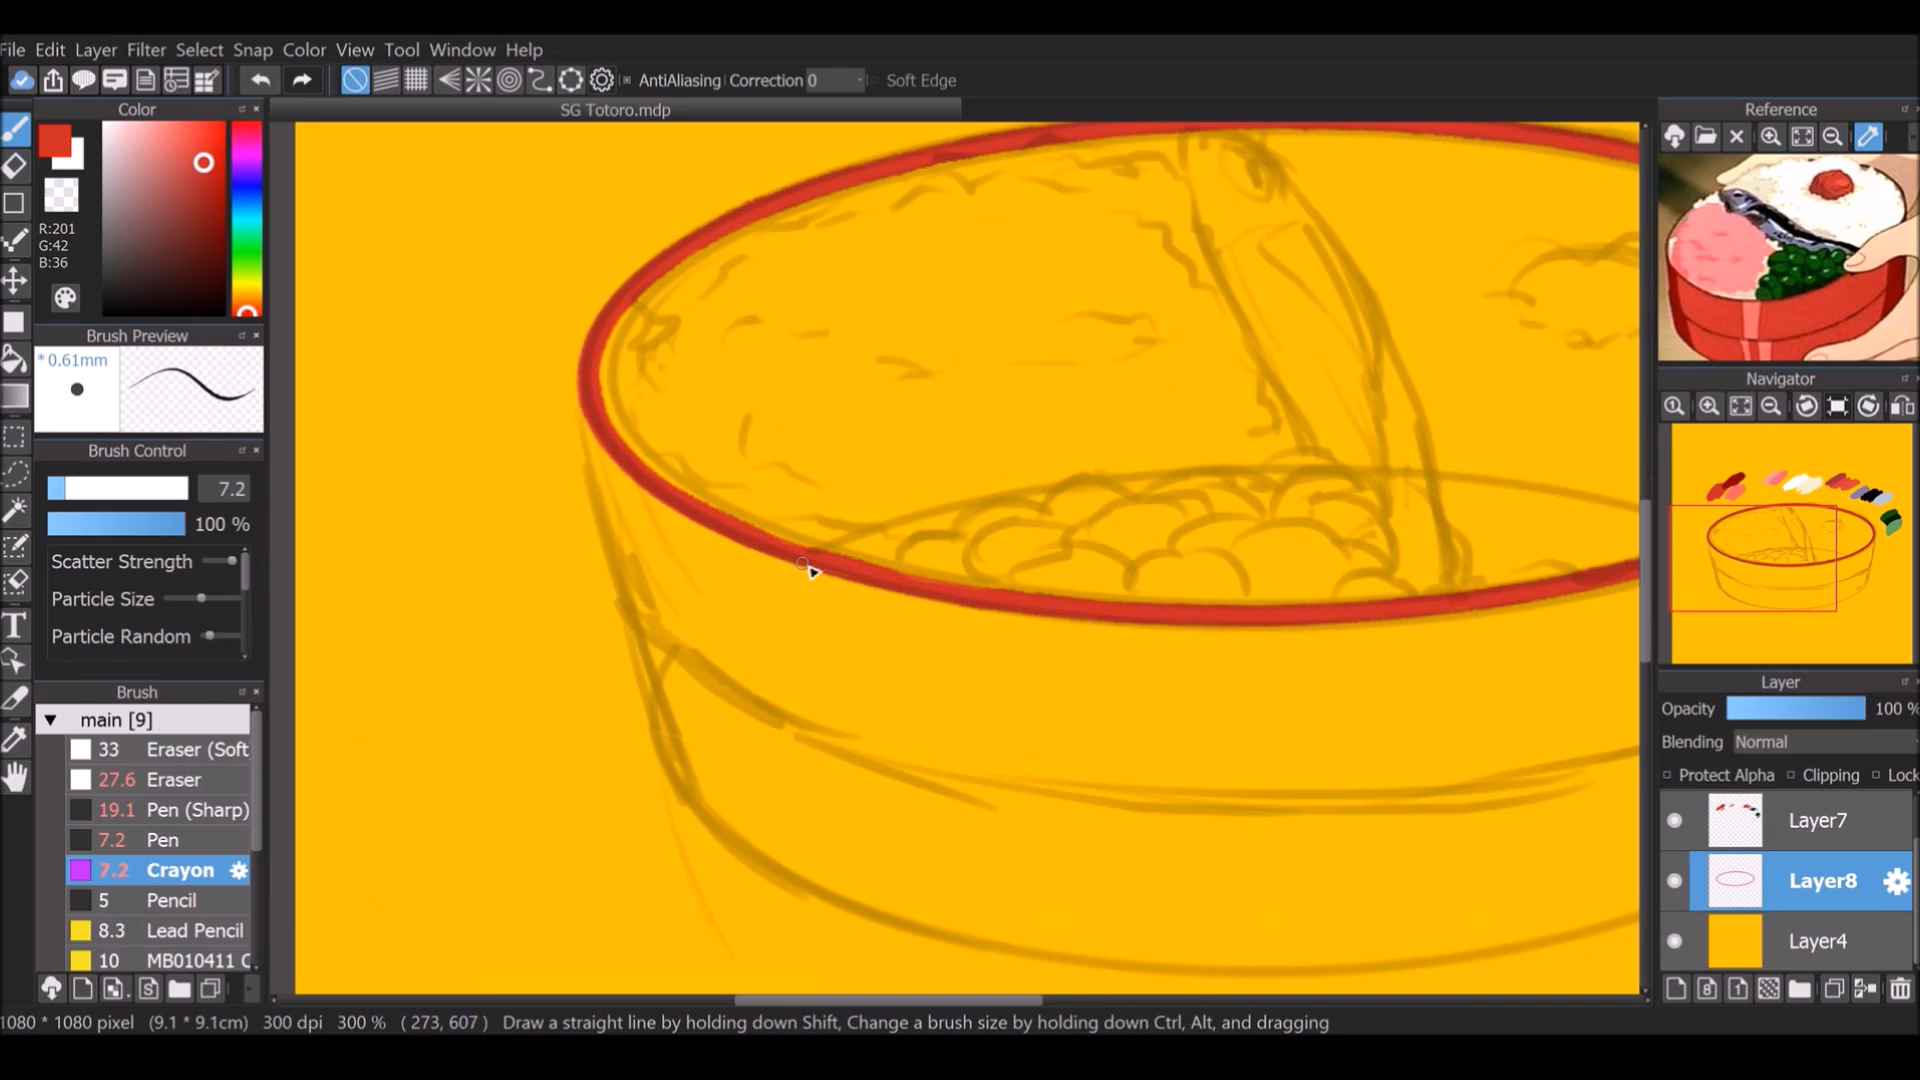 File Edit Layer Filter Select Snap Color View Tool Window Help
AntiAliasing Correction 0 Soft Edge
Color
SG Totoro.mdp
Reference
R:201
G:42
B:36
Brush Preview
* 0.61mm
Navigator
Brush Control
7.2
100 %
Scatter Strength
Particle Size
Particle Random
Brush
main [9]
33 Eraser (Soft
27.6 Eraser
19.1 Pen (Sharp)
7.2 Pen
7.2 Crayon
5 Pencil
8.3 Lead Pencil
10 MB010411 C
Layer
Opacity 100 %
Blending Normal
Protect Alpha Clipping Lock
Layer7
Layer8
Layer4
1080 * 1080 pixel (9.1 * 9.1cm) 300 dpi 300 % ( 273, 607 ) Draw a straight line by holding down Shift, Change a brush size by holding down Ctrl, Alt, and dragging